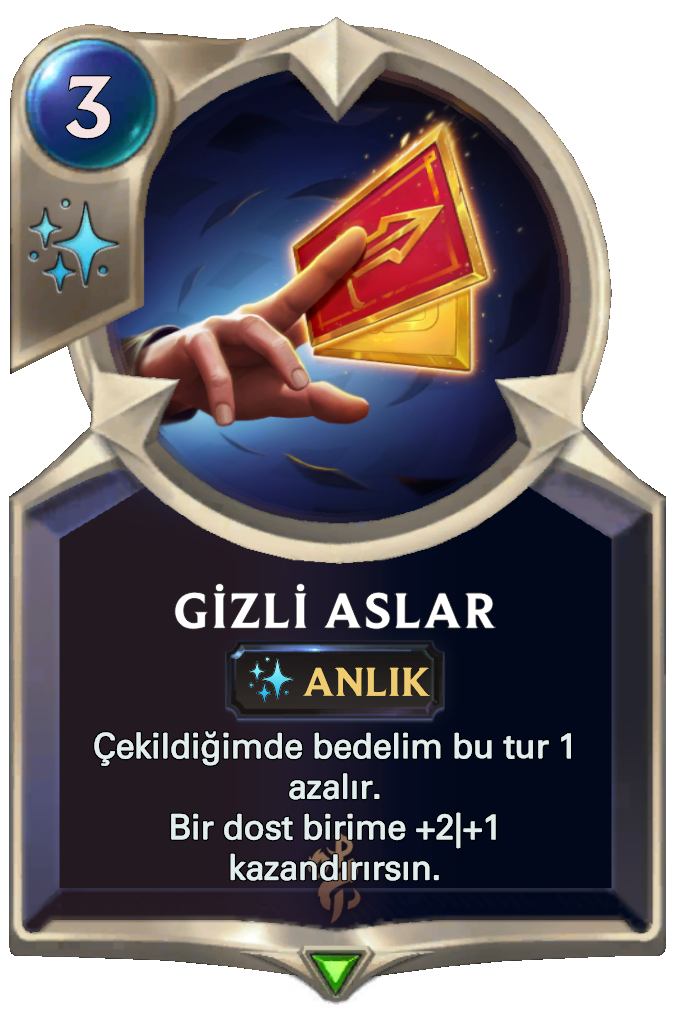 3
GİZLİ ASLAR
ANLIK
Çekildiğimde bedelim bu tur 1
azalır.
Bir dost birime +2|+1
kazandırırsın.